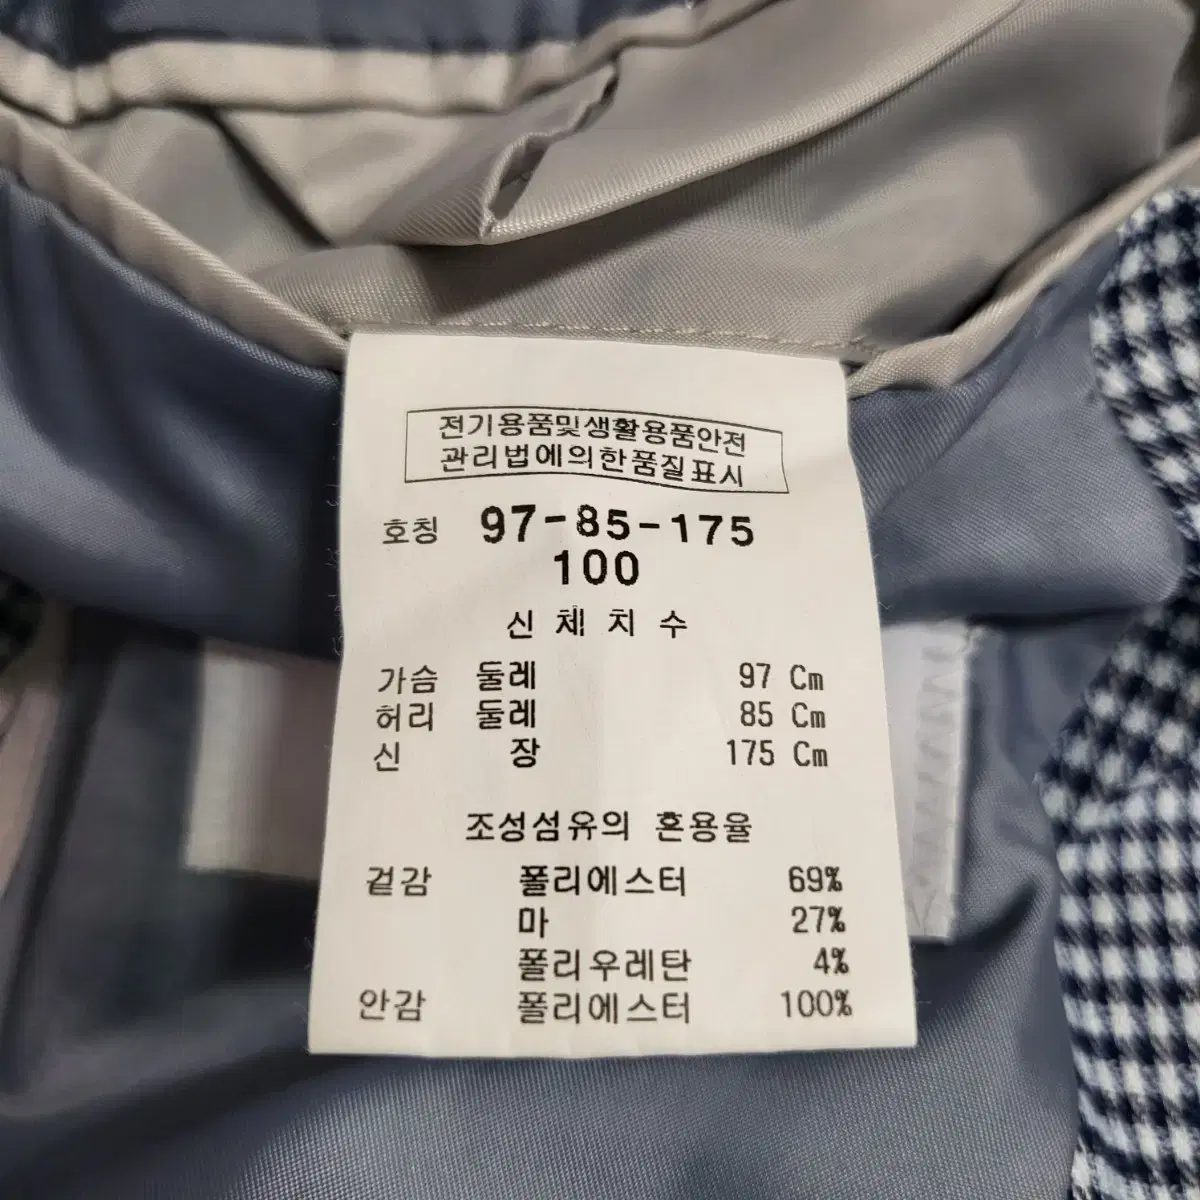 전기용품및생활용품안전
관리법에의한품질표시
호칭 97-85-175
100
신 체 치 수
가슴 둘레 97 Cm
허리 둘레 85 Cm
신 장 175 Cm
조성섬유의 혼용율
겉감 폴리에스터 69%
마 27%
폴리우레탄 4%
안감 폴리에스터 100%